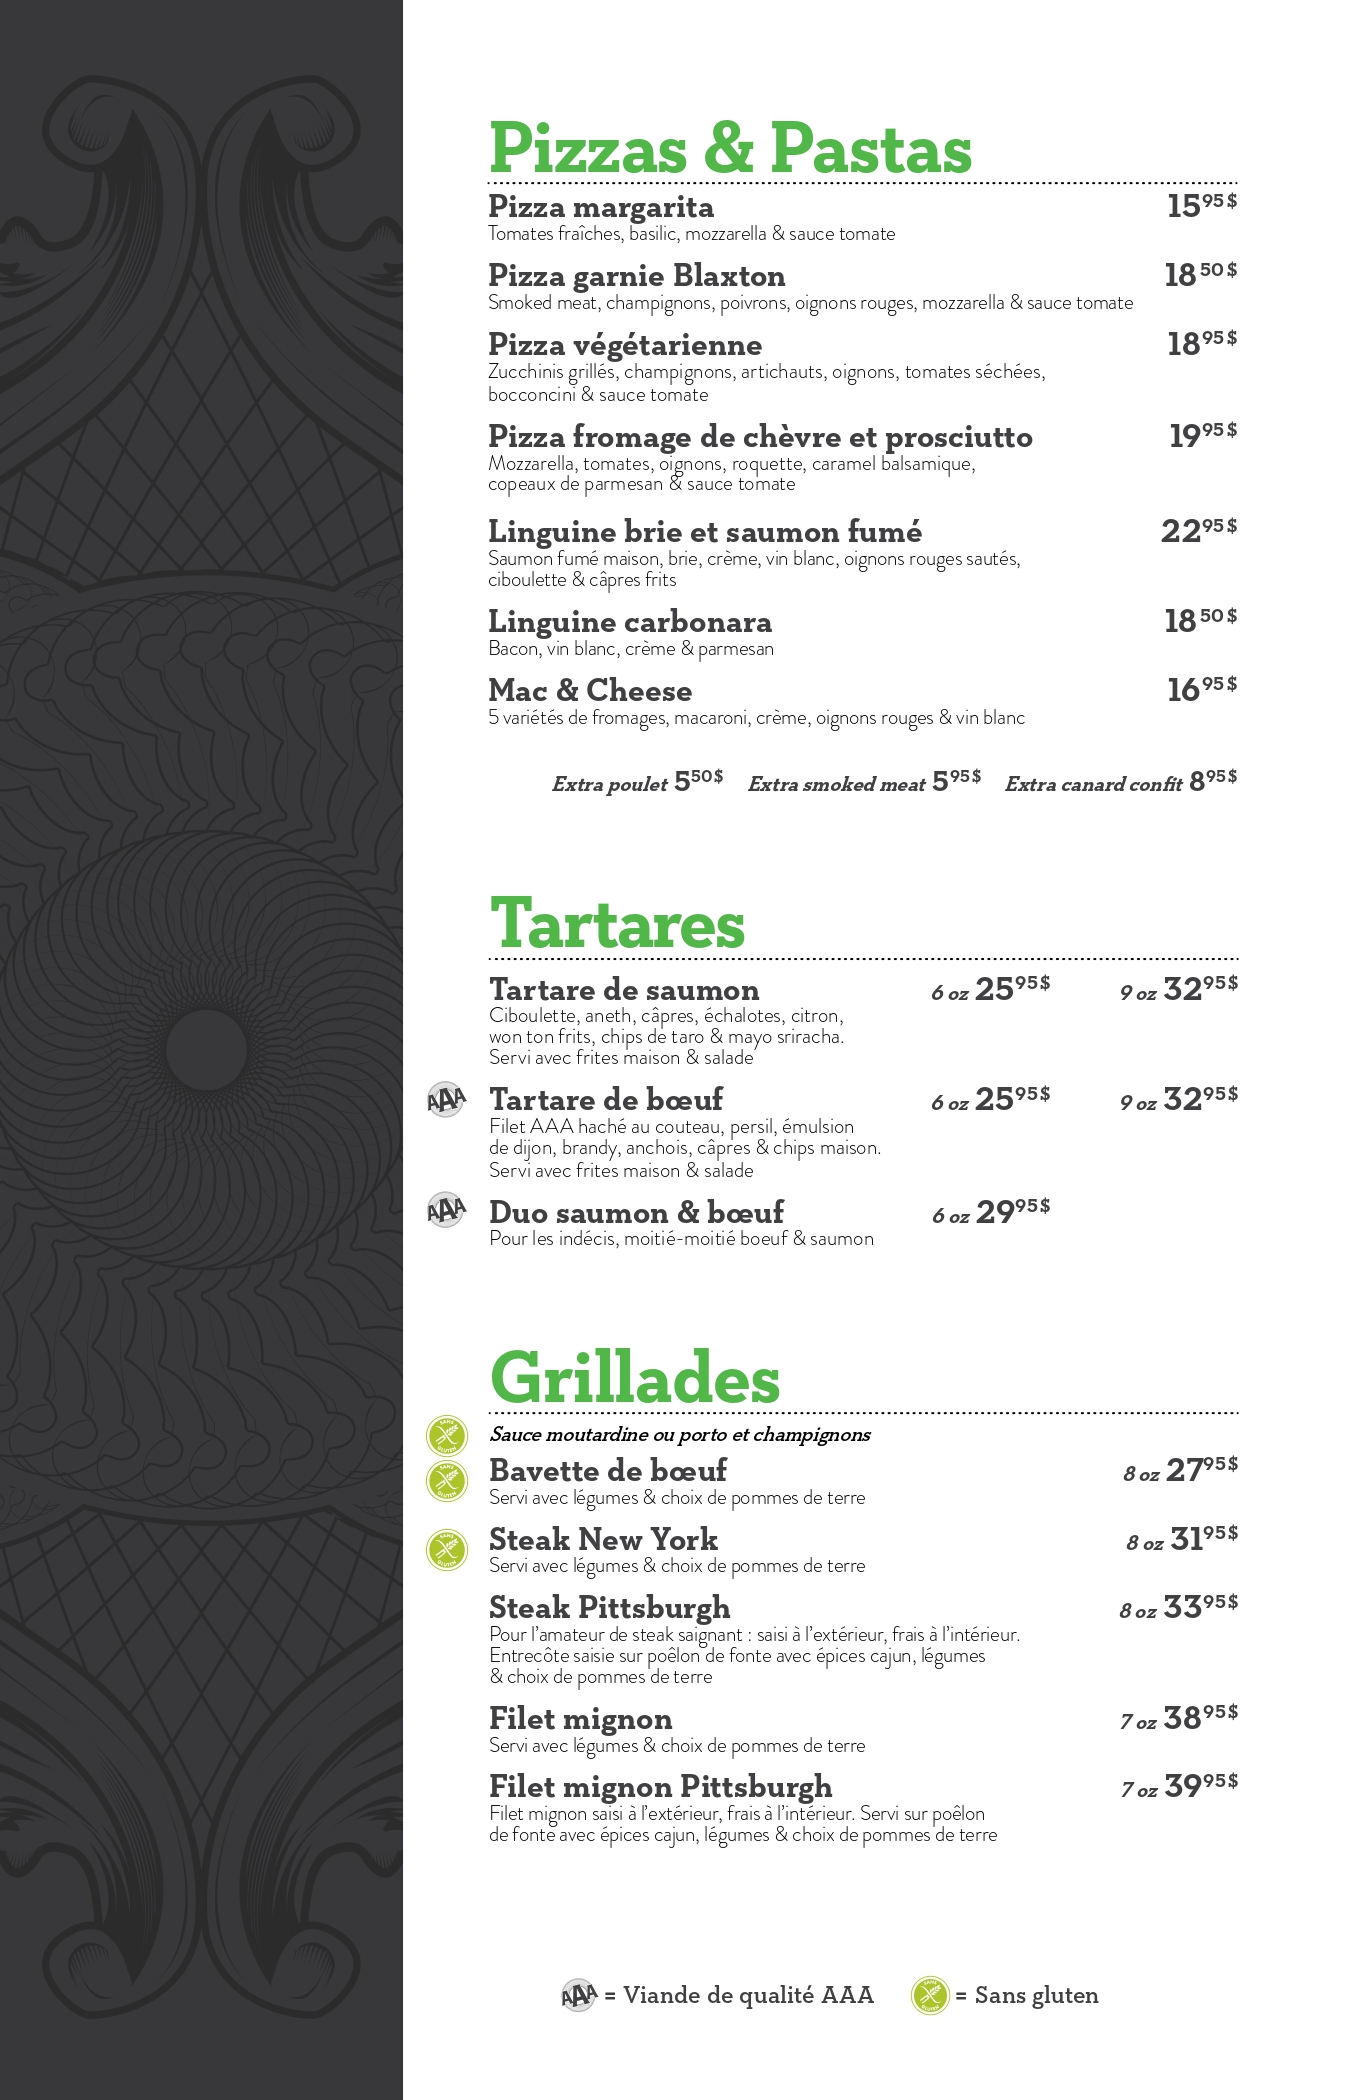 Pizzas & Pastas
Pizza margarita 15 95 $
Tomates fraîches, basilic, mozzarella & sauce tomate
Pizza garnie Blaxton 18 50 $
Smoked meat, champignons, poivrons, oignons rouges, mozzarella & sauce tomate
Pizza végétarienne 18 95 $
Zucchinis grillés, champignons, artichauts, oignons, tomates séchées,
bocconcini & sauce tomate
Pizza fromage de chèvre et prosciutto 19 95 $
Mozzarella, tomates, oignons, roquette, caramel balsamique,
copeaux de parmesan & sauce tomate
Linguine brie et saumon fumé 22 95 $
Saumon fumé maison, brie, crème, vin blanc, oignons rouges sautés,
ciboulette & câpres frits
Linguine carbonara 18 50 $
Bacon, vin blanc, crème & parmesan
Mac & Cheese 16 95 $
5 variétés de fromages, macaroni, crème, oignons rouges & vin blanc
Extra poulet 5 50 $ Extra smoked meat 5 95 $ Extra canard confit 8 95 $
Tartares
Tartare de saumon 6 oz 25 95 $ 9 oz 32 95 $
Ciboulette, aneth, câpres, échalotes, citron,
won ton frits, chips de taro & mayo sriracha.
Servi avec frites maison & salade
AAA Tartare de bœuf 6 oz 25 95 $ 9 oz 32 95 $
Filet AAA haché au couteau, persil, émulsion
de dijon, brandy, anchois, câpres & chips maison.
Servi avec frites maison & salade
AAA Duo saumon & bœuf 6 oz 29 95 $
Pour les indécis, moitié-moitié boeuf & saumon
Grillades
SANS GLUTEN Sauce moutardine ou porto et champignons
SANS GLUTEN Bavette de bœuf 8 oz 27 95 $
Servi avec légumes & choix de pommes de terre
SANS GLUTEN Steak New York 8 oz 31 95 $
Servi avec légumes & choix de pommes de terre
Steak Pittsburgh 8 oz 33 95 $
Pour l'amateur de steak saignant : saisi à l'extérieur, frais à l'intérieur.
Entrecôte saisie sur poêlon de fonte avec épices cajun, légumes
& choix de pommes de terre
Filet mignon 7 oz 38 95 $
Servi avec légumes & choix de pommes de terre
Filet mignon Pittsburgh 7 oz 39 95 $
Filet mignon saisi à l'extérieur, frais à l'intérieur. Servi sur poêlon
de fonte avec épices cajun, légumes & choix de pommes de terre
AAA = Viande de qualité AAA SANS GLUTEN = Sans gluten